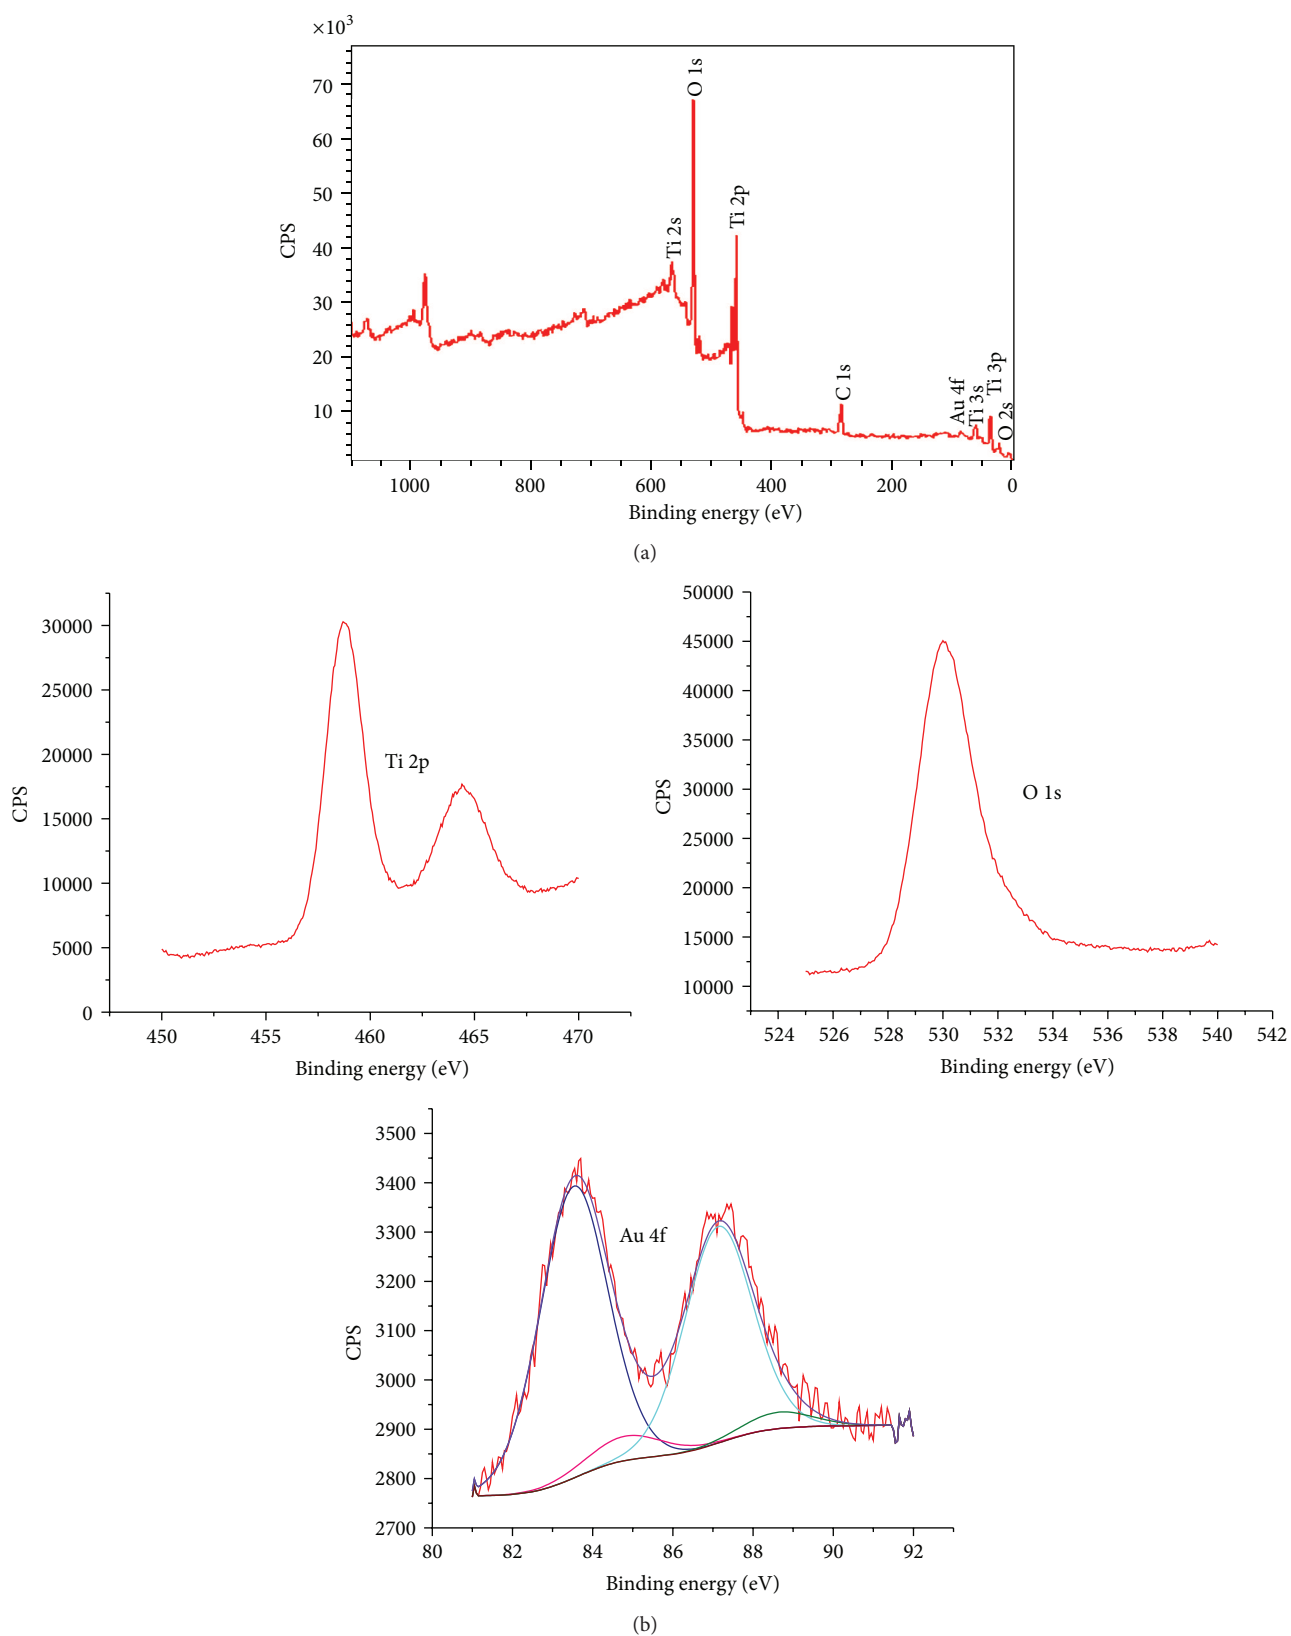 ×10³
70
60
50
40
30
20
10
CPS
Ti 2s
O 1s
Ti 2p
C 1s
Au 4f
Ti 3s
Ti 3p
O 2s
1000 800 600 400 200 0
Binding energy (eV)
(a)
30000
25000
20000
15000
10000
5000
0
CPS
Ti 2p
450 455 460 465 470
Binding energy (eV)
50000
45000
40000
35000
30000
25000
20000
15000
10000
CPS
O 1s
524 526 528 530 532 534 536 538 540 542
Binding energy (eV)
3500
3400
3300
3200
3100
3000
2900
2800
2700
CPS
Au 4f
80 82 84 86 88 90 92
Binding energy (eV)
(b)